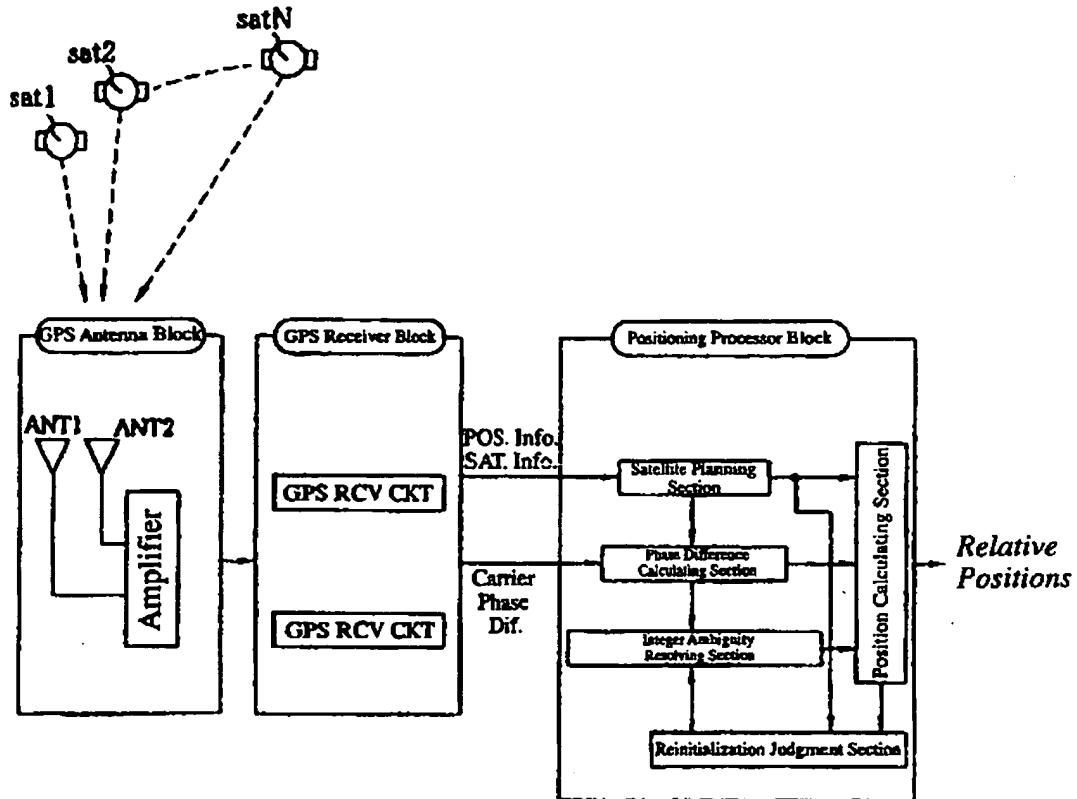 satN
sat2
sat1
GPS Antenna Block
GPS Receiver Block
Positioning Processor Block
ANT1
ANT2
Amplifier
GPS RCV CKT
GPS RCV CKT
POS. Info.
SAT. Info.
Carrier
Phase
Dif.
Satellite Planning
Section
Phase Difference
Calculating Section
Integer Ambiguity
Resolving Section
Position Calculating Section
Reinitialization Judgment Section
Relative
Positions